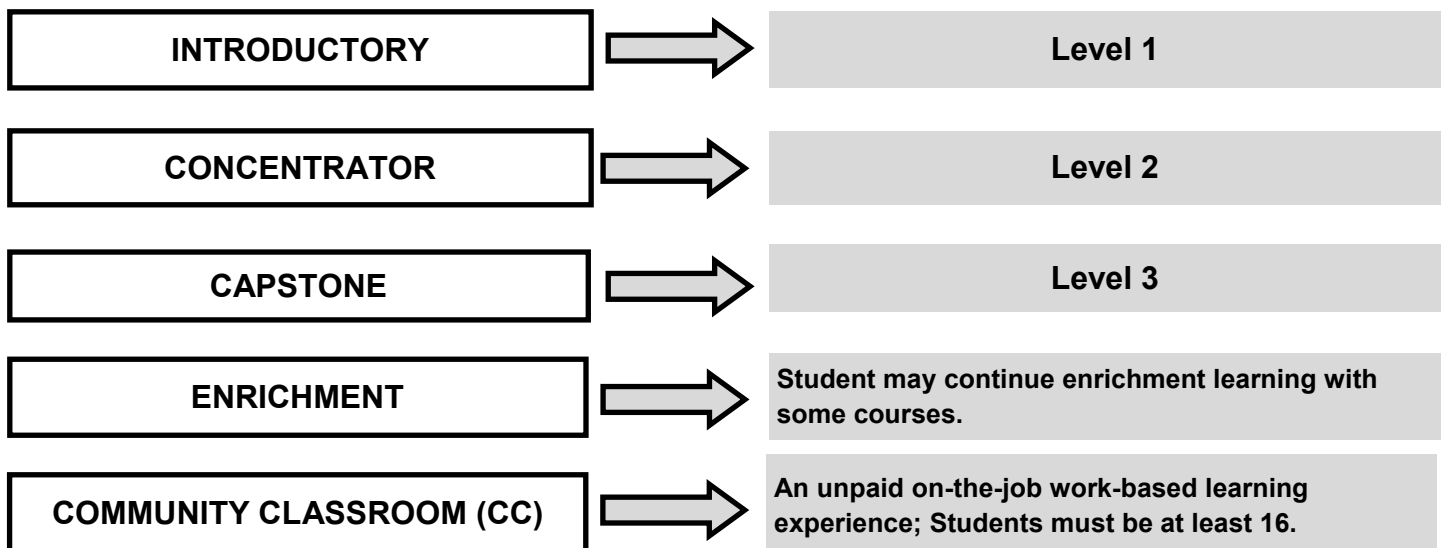 INTRODUCTORY
Level 1
CONCENTRATOR
Level 2
CAPSTONE
Level 3
ENRICHMENT
Student may continue enrichment learning with
some courses.
COMMUNITY CLASSROOM (CC)
An unpaid on-the-job work-based learning
experience; Students must be at least 16.